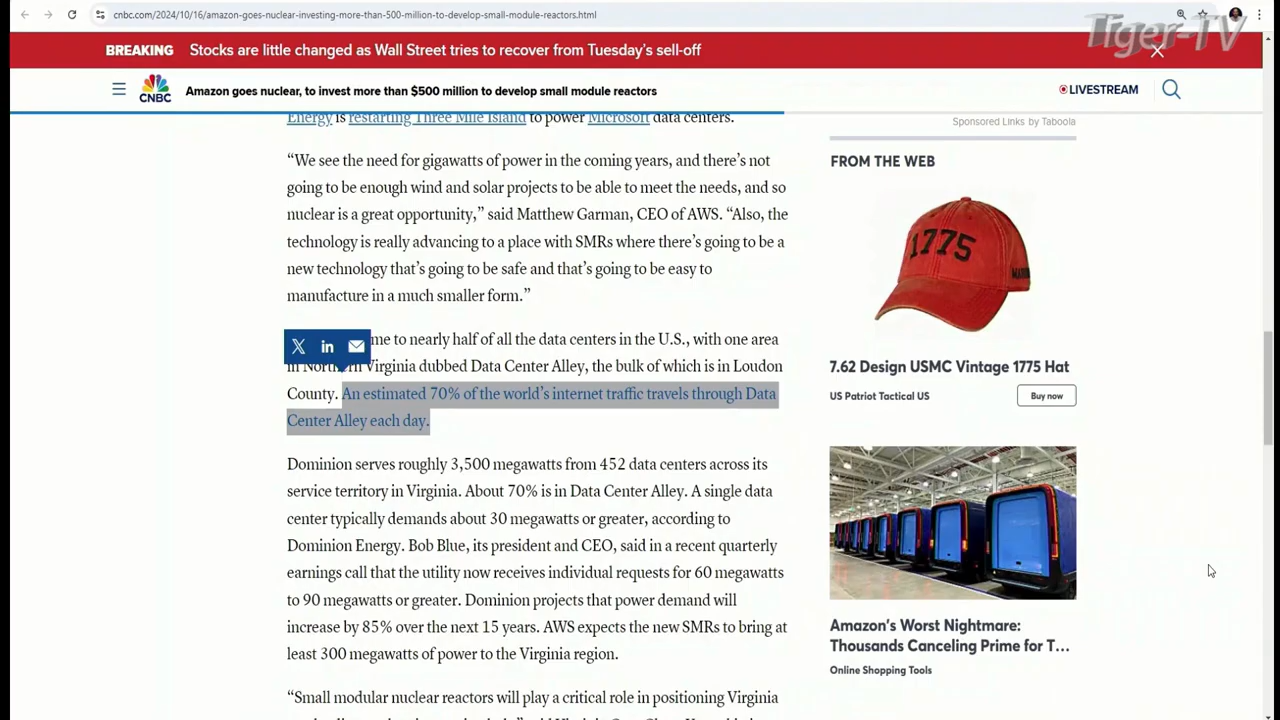 cnbc.com/2024/10/16/amazon-goes-nuclear-investing-more-than-500-million-to-develop-small-module-reactors.html
Tiger-TV
BREAKING Stocks are little changed as Wall Street tries to recover from Tuesday's sell-off
CNBC
Amazon goes nuclear, to invest more than $500 million to develop small module reactors
LIVESTREAM
Energy is restarting Three Mile Island to power Microsoft data centers.
“We see the need for gigawatts of power in the coming years, and there’s not
going to be enough wind and solar projects to be able to meet the needs, and so
nuclear is a great opportunity,” said Matthew Garman, CEO of AWS. “Also, the
technology is really advancing to a place with SMRs where there’s going to be a
new technology that’s going to be safe and that’s going to be easy to
manufacture in a much smaller form.”
me to nearly half of all the data centers in the U.S., with one area
in Northern Virginia dubbed Data Center Alley, the bulk of which is in Loudon
County. An estimated 70% of the world’s internet traffic travels through Data
Center Alley each day.
Dominion serves roughly 3,500 megawatts from 452 data centers across its
service territory in Virginia. About 70% is in Data Center Alley. A single data
center typically demands about 30 megawatts or greater, according to
Dominion Energy. Bob Blue, its president and CEO, said in a recent quarterly
earnings call that the utility now receives individual requests for 60 megawatts
to 90 megawatts or greater. Dominion projects that power demand will
increase by 85% over the next 15 years. AWS expects the new SMRs to bring at
least 300 megawatts of power to the Virginia region.
“Small modular nuclear reactors will play a critical role in positioning Virginia
Sponsored Links by Taboola
FROM THE WEB
1775
7.62 Design USMC Vintage 1775 Hat
US Patriot Tactical US
Buy now
Amazon's Worst Nightmare:
Thousands Canceling Prime for T...
Online Shopping Tools